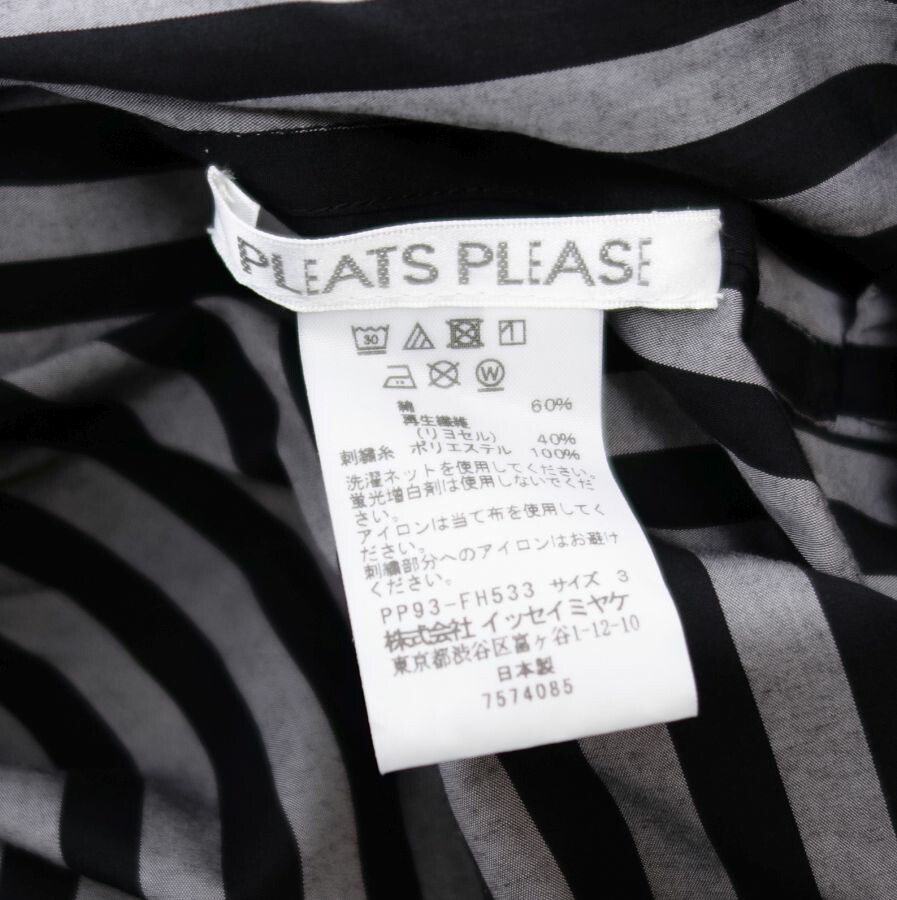 PLEATS PLEASE
30
1
W
綿 60%
再生繊維
(リヨセル) 40%
刺繍糸 ポリエステル 100%
洗濯ネットを使用してください。
蛍光増白剤は使用しないでくだ
さい。
アイロンは当て布を使用してく
ださい。
刺繍部分へのアイロンはお避け
ください。
PP93-FH533 サイズ 3
株式会社 イッセイミヤケ
東京都渋谷区富ヶ谷1-12-10
日本製
7574085